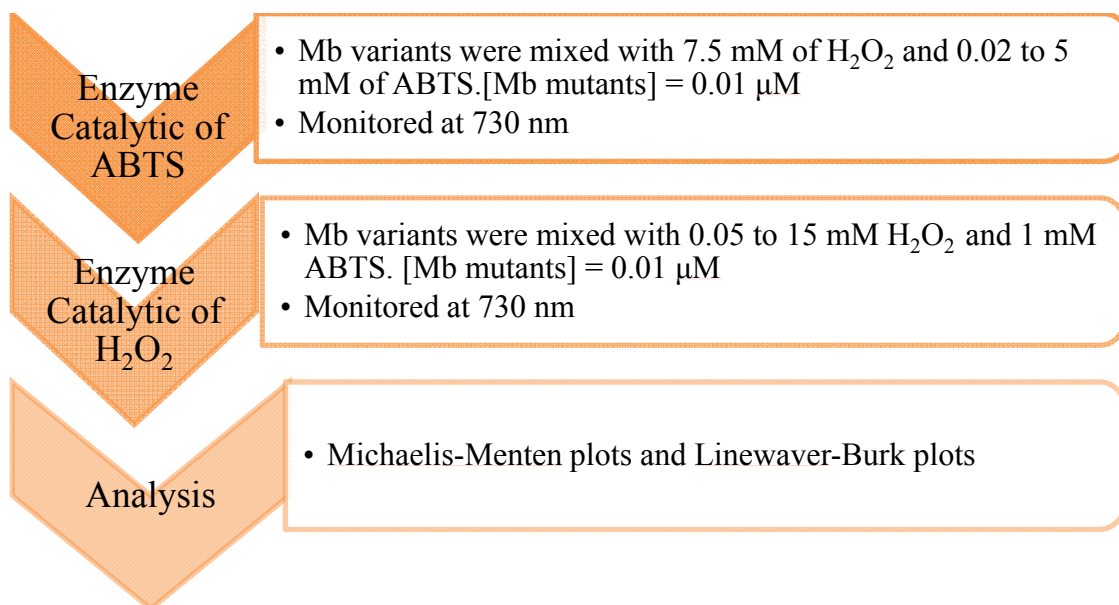 Enzyme
Catalytic of
ABTS
• Mb variants were mixed with 7.5 mM of H₂O₂ and 0.02 to 5
mM of ABTS.[Mb mutants] = 0.01 μM
• Monitored at 730 nm
Enzyme
Catalytic of
H₂O₂
• Mb variants were mixed with 0.05 to 15 mM H₂O₂ and 1 mM
ABTS. [Mb mutants] = 0.01 μM
• Monitored at 730 nm
Analysis
• Michaelis-Menten plots and Linewaver-Burk plots